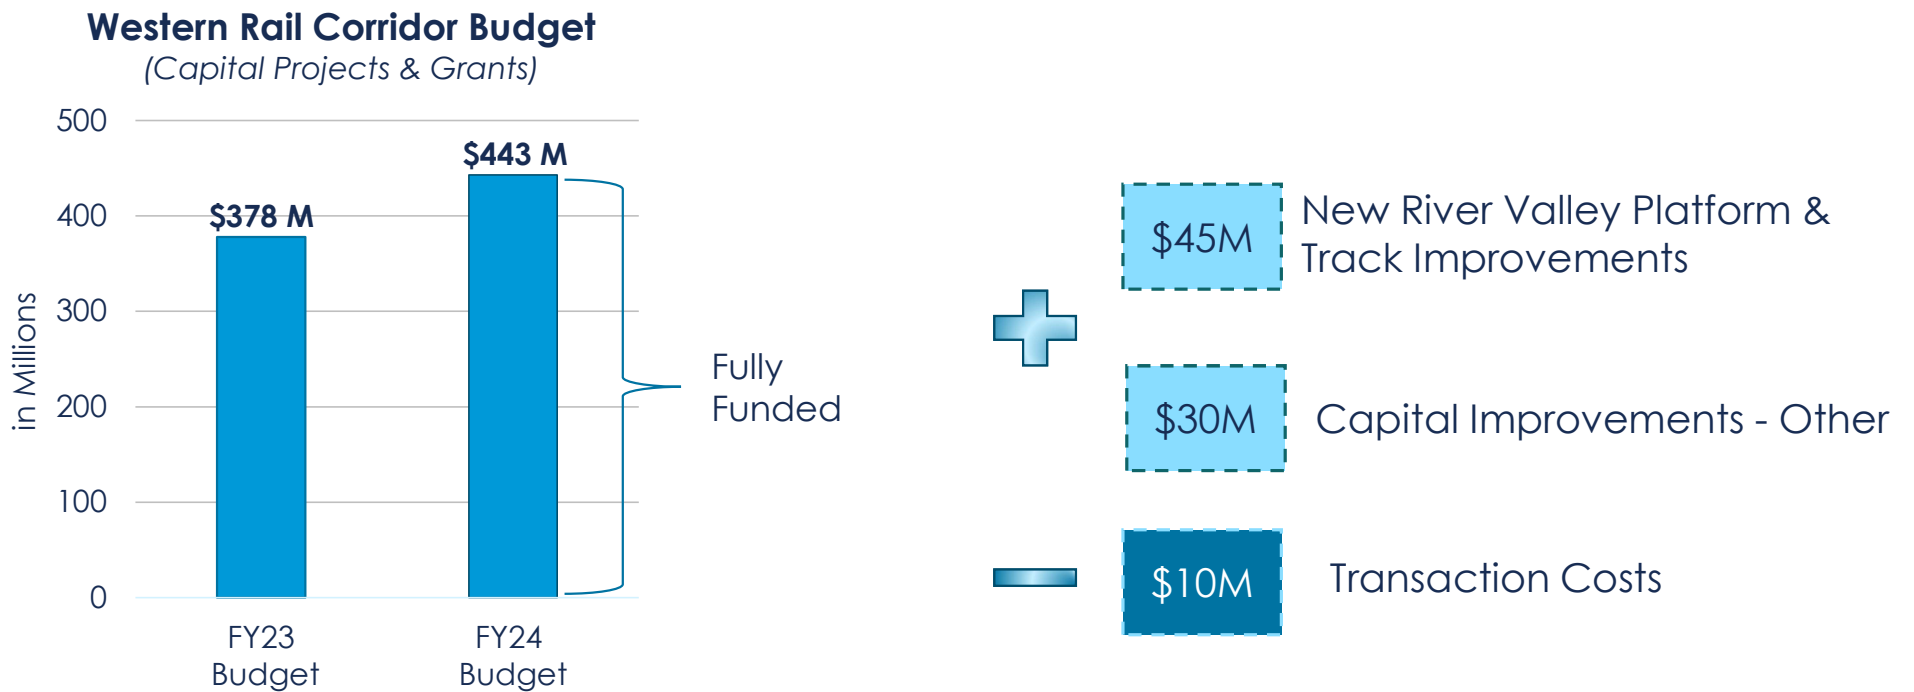 Western Rail Corridor Budget
(Capital Projects & Grants)
in Millions
500
400
300
200
100
0
$378 M
$443 M
FY23
Budget
FY24
Budget
Fully
Funded
$45M
New River Valley Platform &
Track Improvements
$30M
Capital Improvements - Other
$10M
Transaction Costs